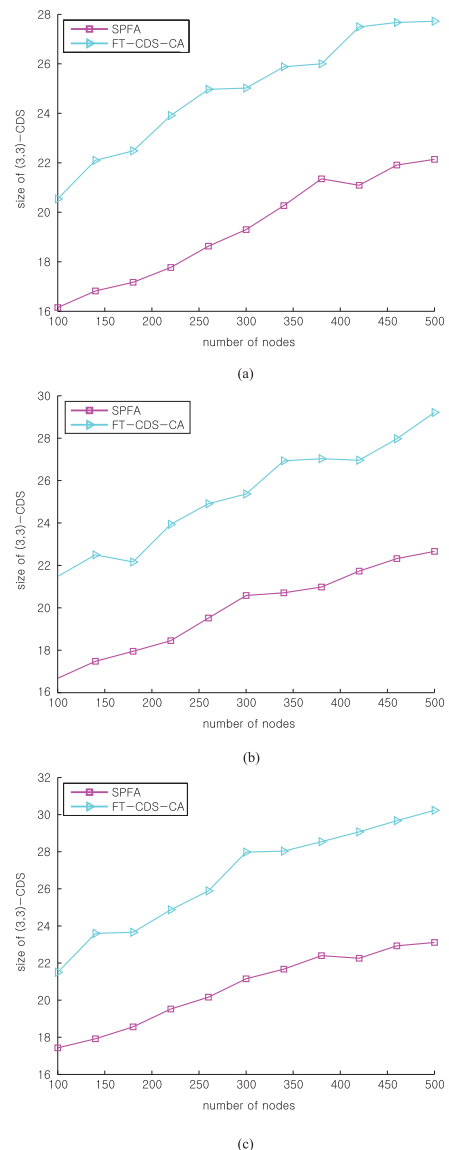 28
26
24
22
20
18
16
size of (3,3)-CDS
SPFA
FT-CDS-CA
100 150 200 250 300 350 400 450 500
number of nodes
(a)
30
28
26
24
22
20
18
16
size of (3,3)-CDS
SPFA
FT-CDS-CA
100 150 200 250 300 350 400 450 500
number of nodes
(b)
32
30
28
26
24
22
20
18
16
size of (3,3)-CDS
SPFA
FT-CDS-CA
100 150 200 250 300 350 400 450 500
number of nodes
(c)